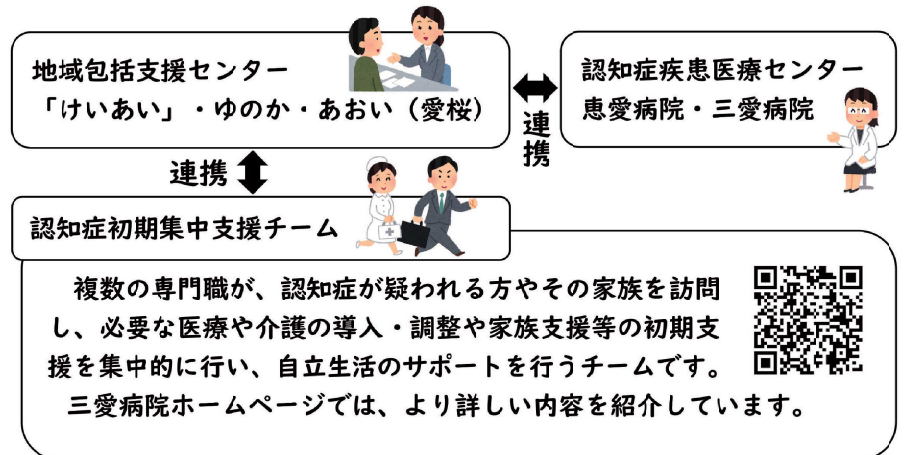 地域包括支援センター
「けいあい」・ゆのか・あおい（愛桜）
認知症疾患医療センター
恵愛病院・三愛病院
連携
連携
認知症初期集中支援チーム
複数の専門職が、認知症が疑われる方やその家族を訪問
し、必要な医療や介護の導入・調整や家族支援等の初期支
援を集中的に行い、自立生活のサポートを行うチームです。
三愛病院ホームページでは、より詳しい内容を紹介しています。